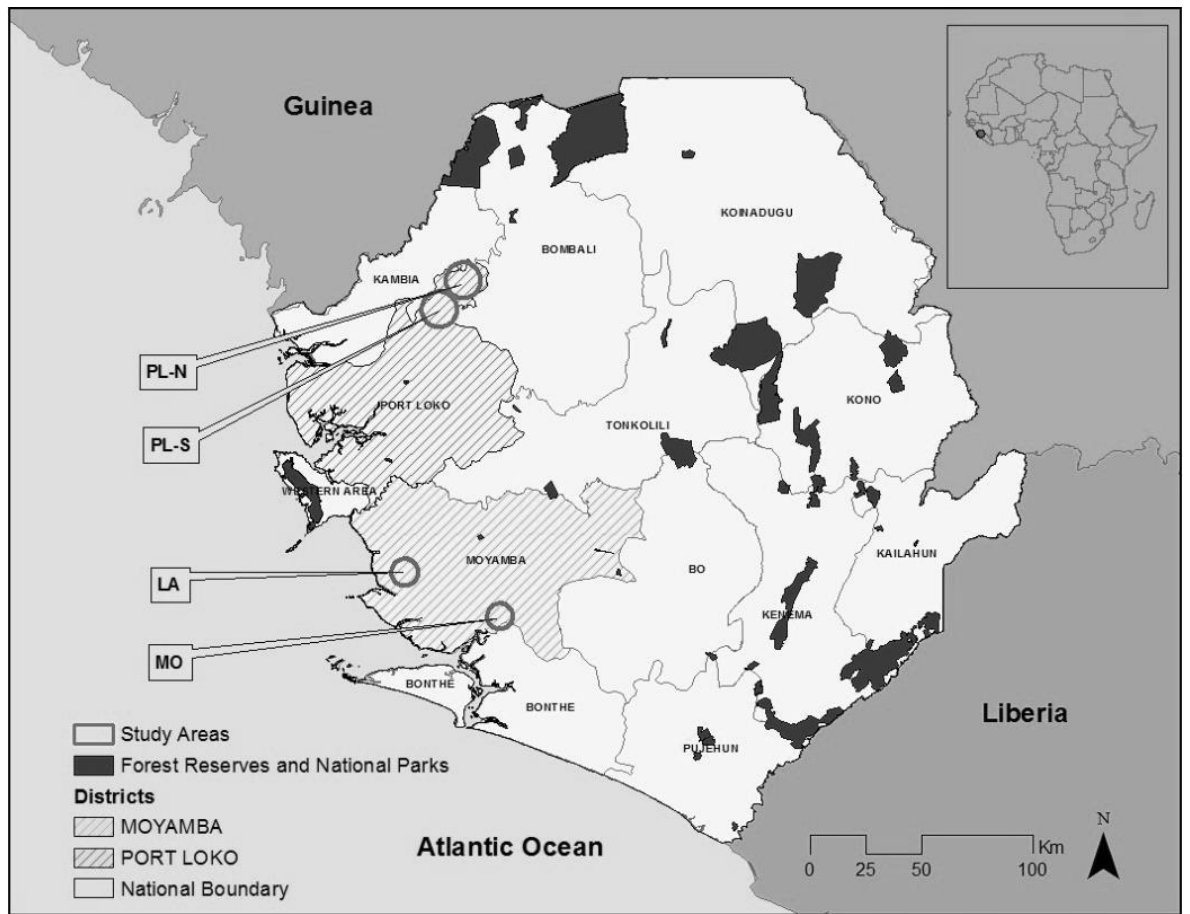 Guinea
KOINADUGU
BOMBALI
KAMBIA
PL-N
PORT LOKO
KONO
TONKOLILI
PL-S
WESTERN AREA
KAILAHUN
MOYAMBA
BO
LA
KENEMA
MO
BONTHE
BONTHE
Liberia
PUJEHUN
Study Areas
Forest Reserves and National Parks
Districts
MOYAMBA
PORT LOKO
National Boundary
Atlantic Ocean
N
Km
0 25 50 100